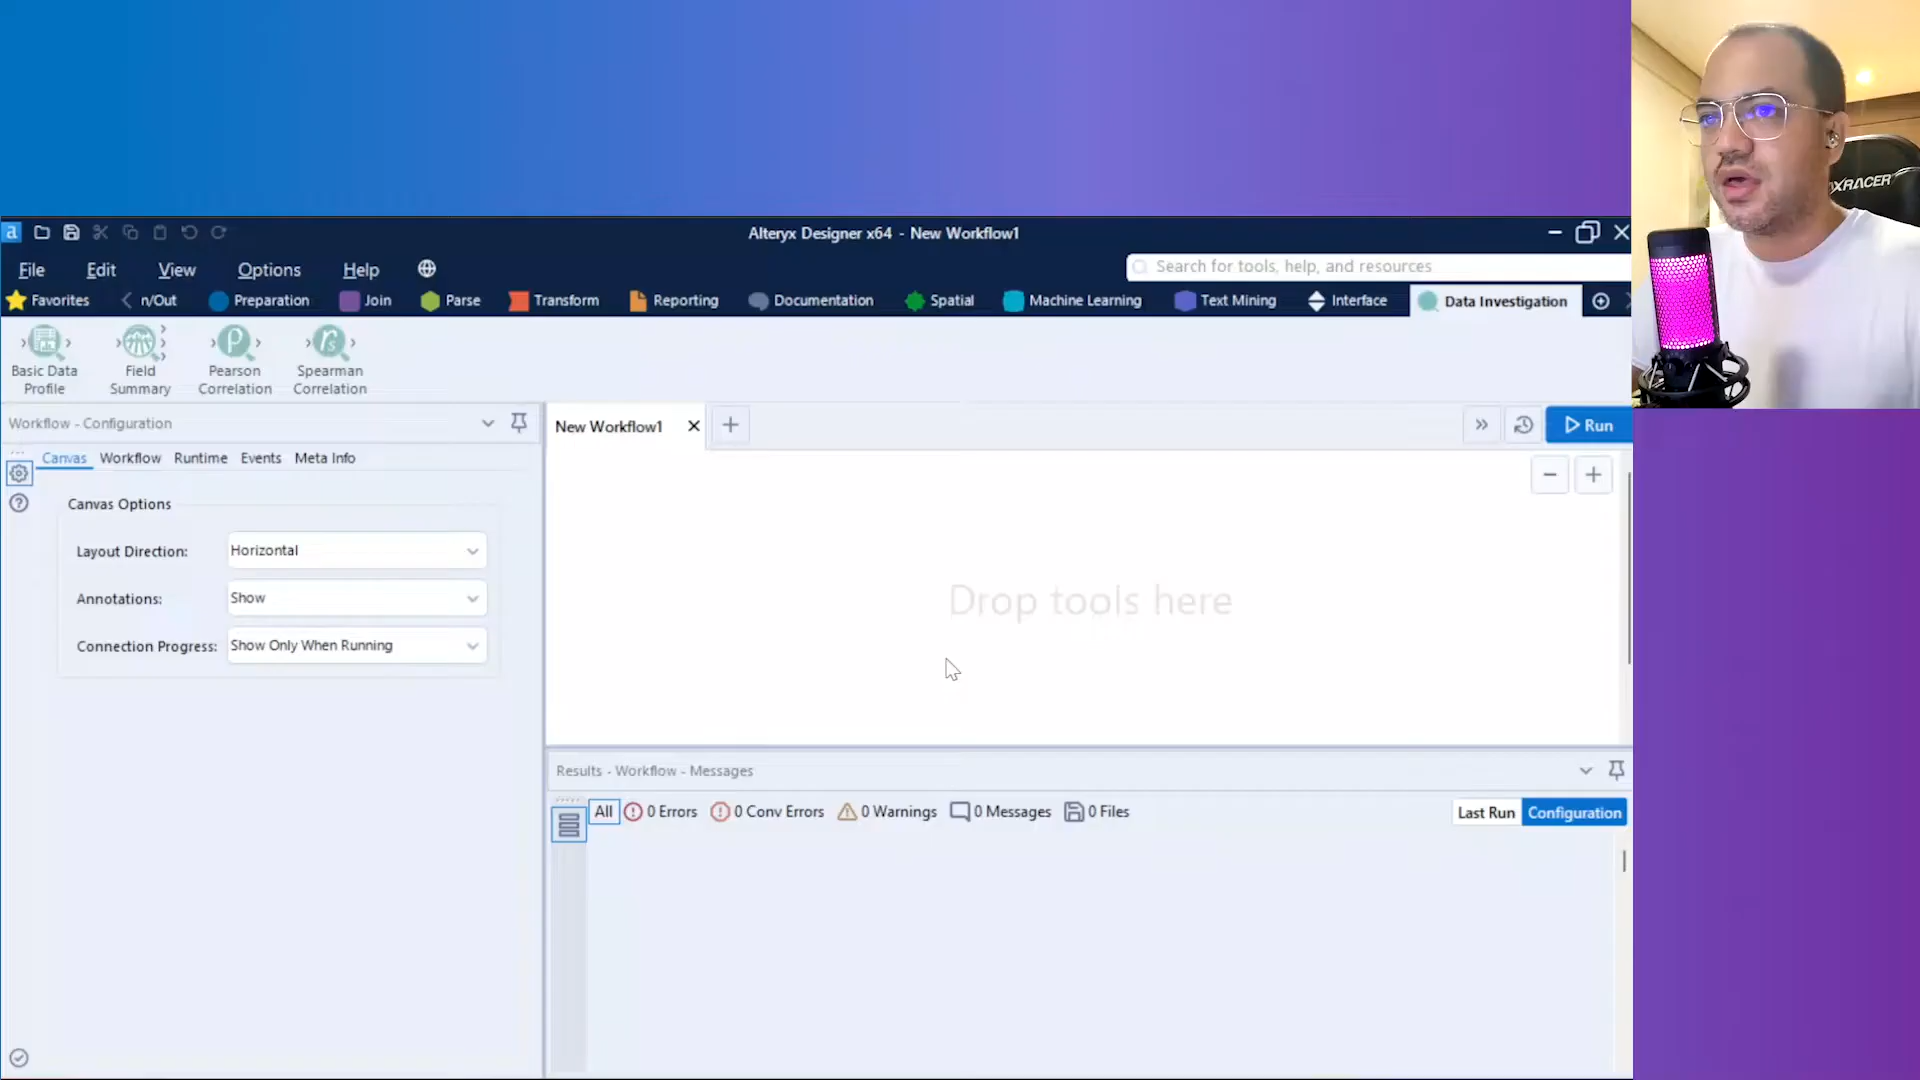 Alteryx Designer x64 - New Workflow1
File Edit View Options Help
Search for tools, help, and resources
Favorites n/Out Preparation Join Parse Transform Reporting Documentation Spatial Machine Learning Text Mining Interface Data Investigation
Basic Data Profile
Field Summary
Pearson Correlation
Spearman Correlation
Workflow - Configuration
Canvas Workflow Runtime Events Meta Info
Canvas Options
Layout Direction: Horizontal
Annotations: Show
Connection Progress: Show Only When Running
New Workflow1
Run
Drop tools here
Results - Workflow - Messages
All 0 Errors 0 Conv Errors 0 Warnings 0 Messages 0 Files
Last Run Configuration
XRACER